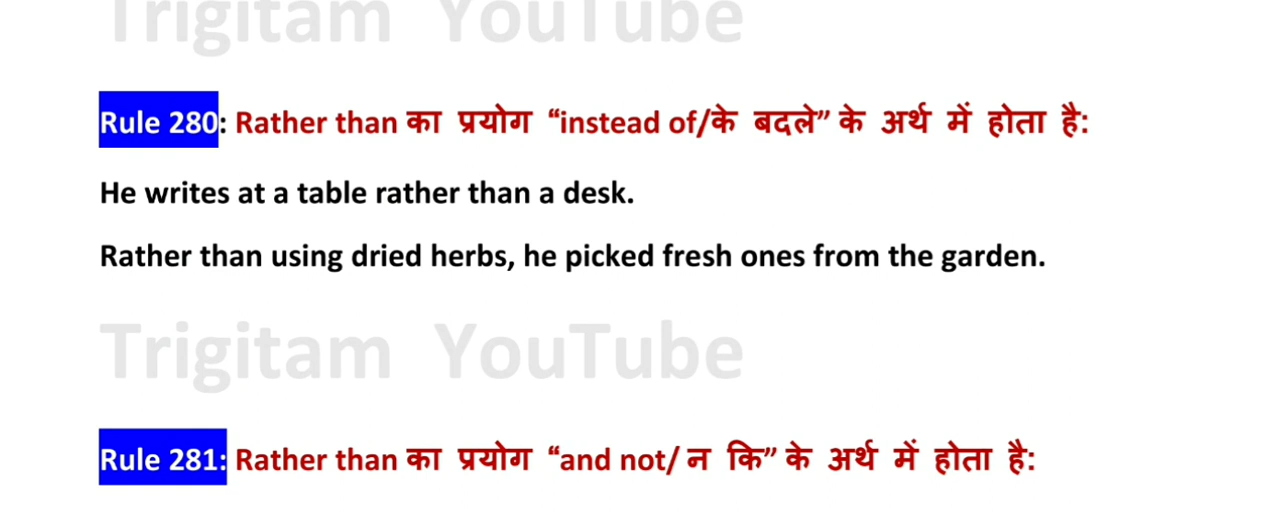 Trigitam YouTube
Rule 280: Rather than का प्रयोग “instead of/के बदले” के अर्थ में होता है:
He writes at a table rather than a desk.
Rather than using dried herbs, he picked fresh ones from the garden.
Trigitam YouTube
Rule 281: Rather than का प्रयोग “and not/ न कि” के अर्थ में होता है: